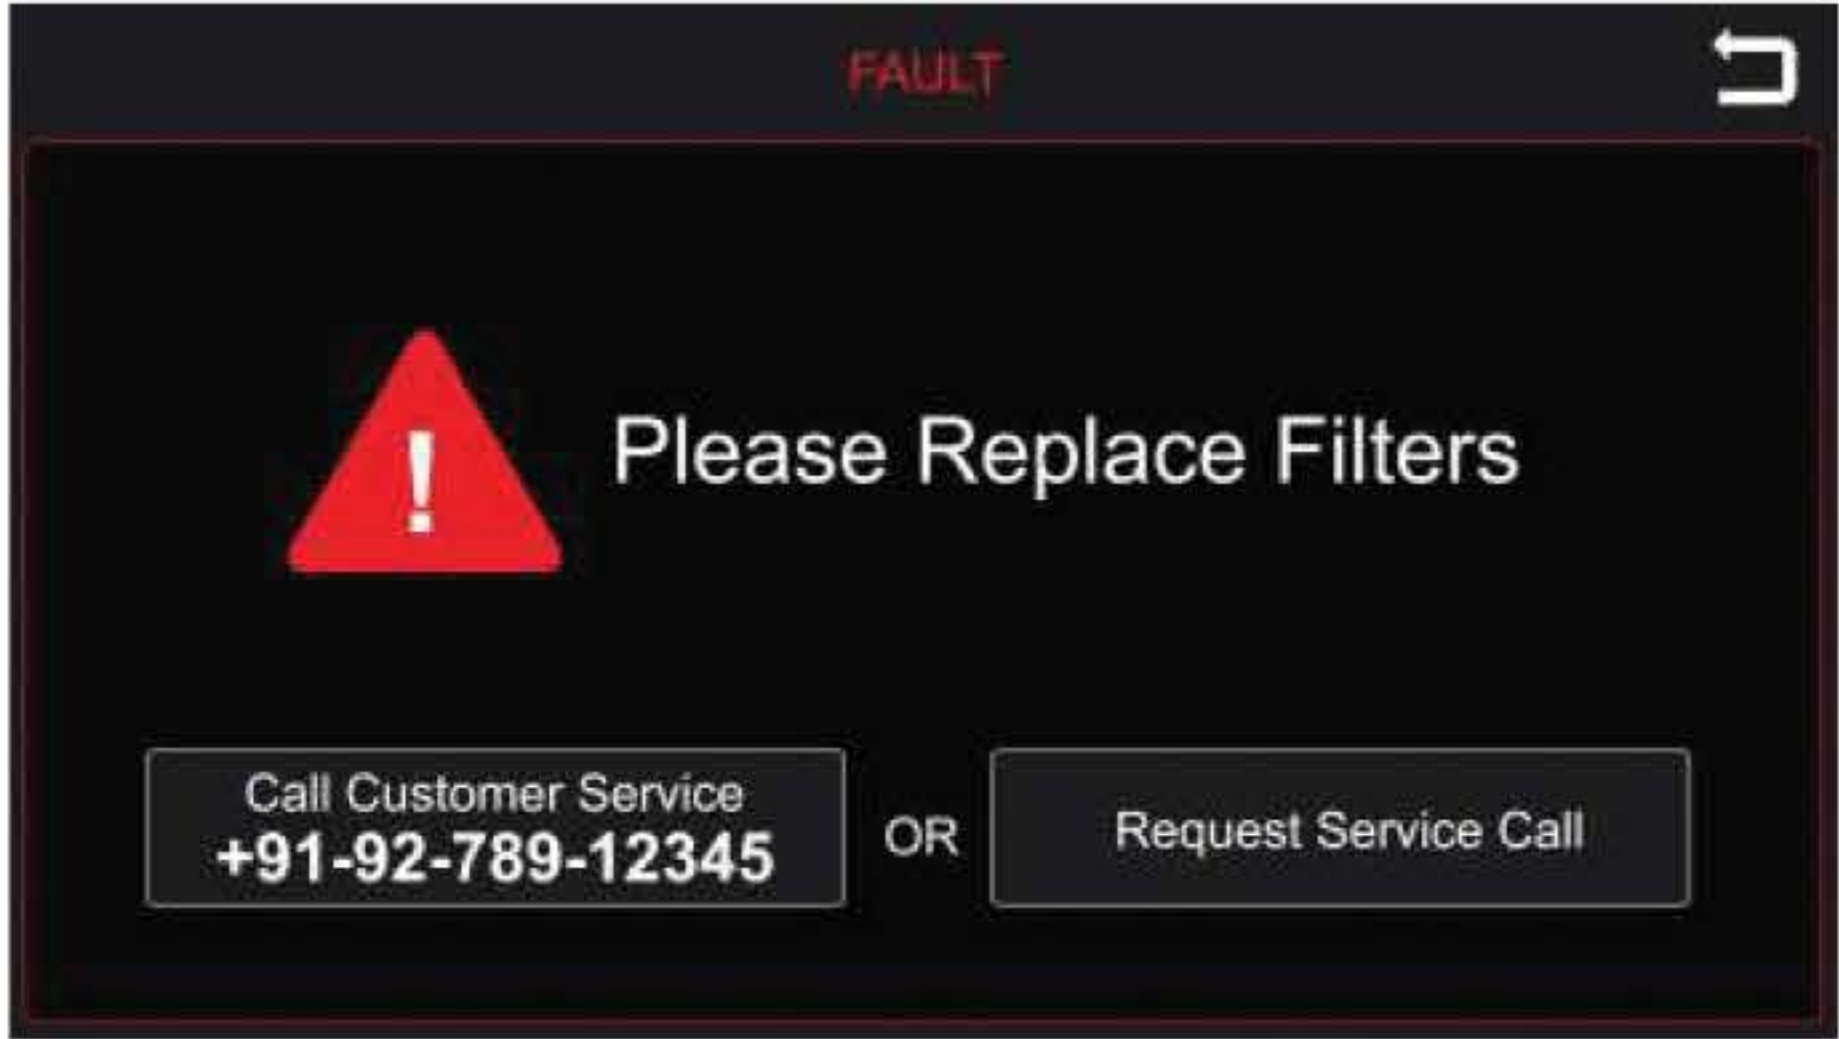 FAULT
Please Replace Filters
!
Call Customer Service
+91-92-789-12345
OR
Request Service Call